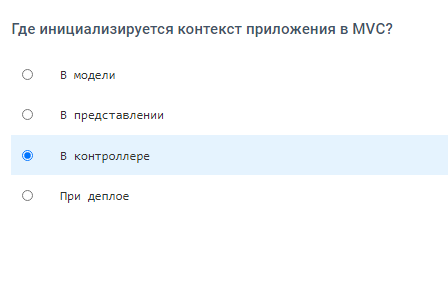 Где инициализируется контекст приложения в MVC?
В модели
В представлении
В контроллере
При деплое